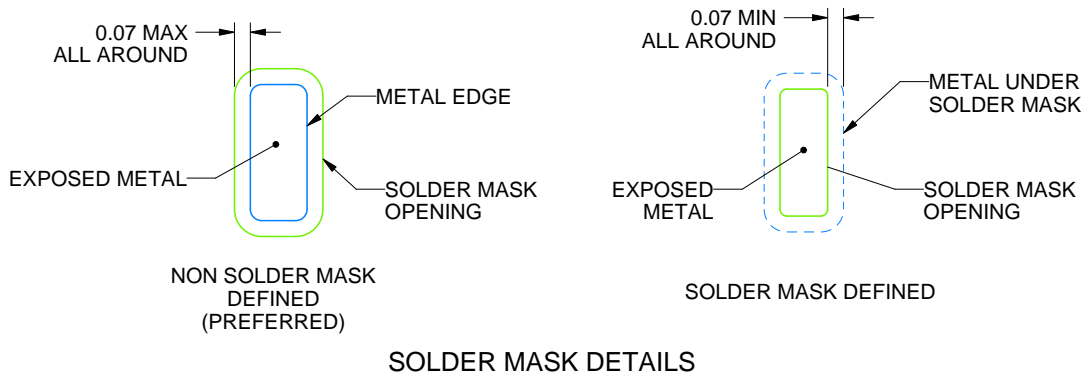 0.07 MAX
ALL AROUND
METAL EDGE
EXPOSED METAL
SOLDER MASK
OPENING
NON SOLDER MASK
DEFINED
(PREFERRED)
0.07 MIN
ALL AROUND
METAL UNDER
SOLDER MASK
EXPOSED
METAL
SOLDER MASK
OPENING
SOLDER MASK DEFINED
SOLDER MASK DETAILS